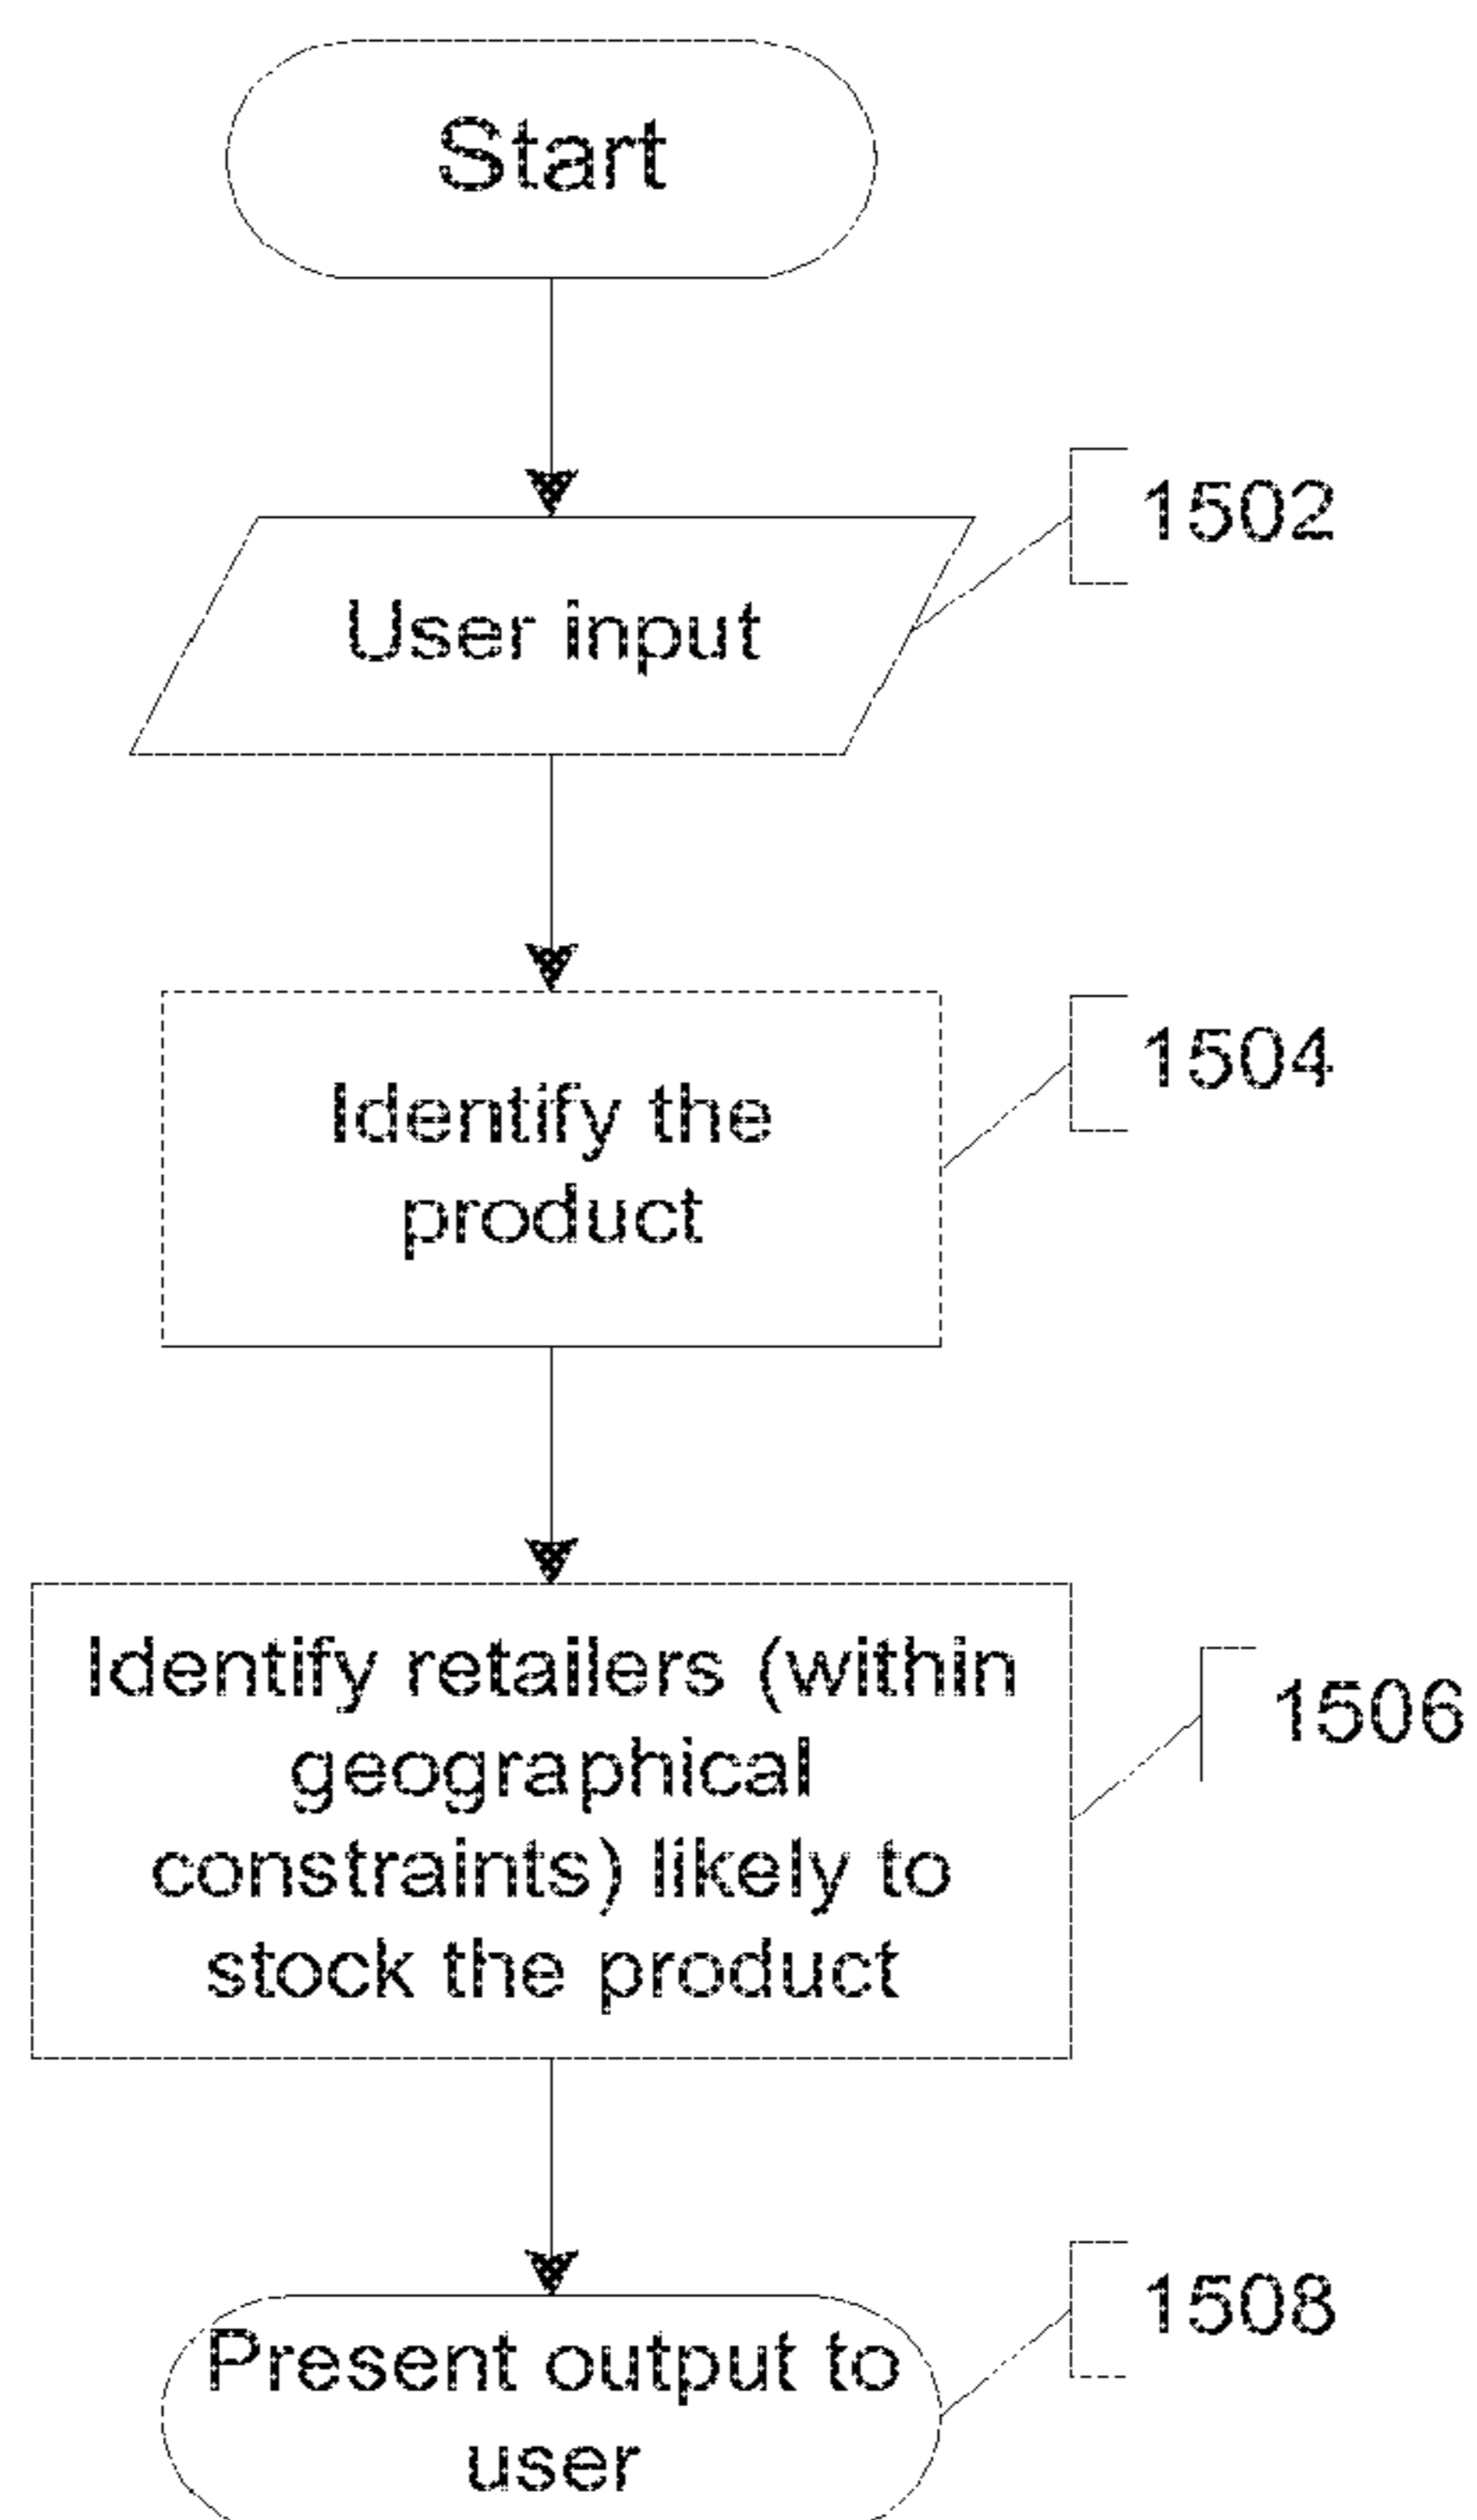 Start
1502
User input
1504
Identify the
product
1506
Identify retailers (within
geographical
constraints) likely to
stock the product
1508
Present output to
user